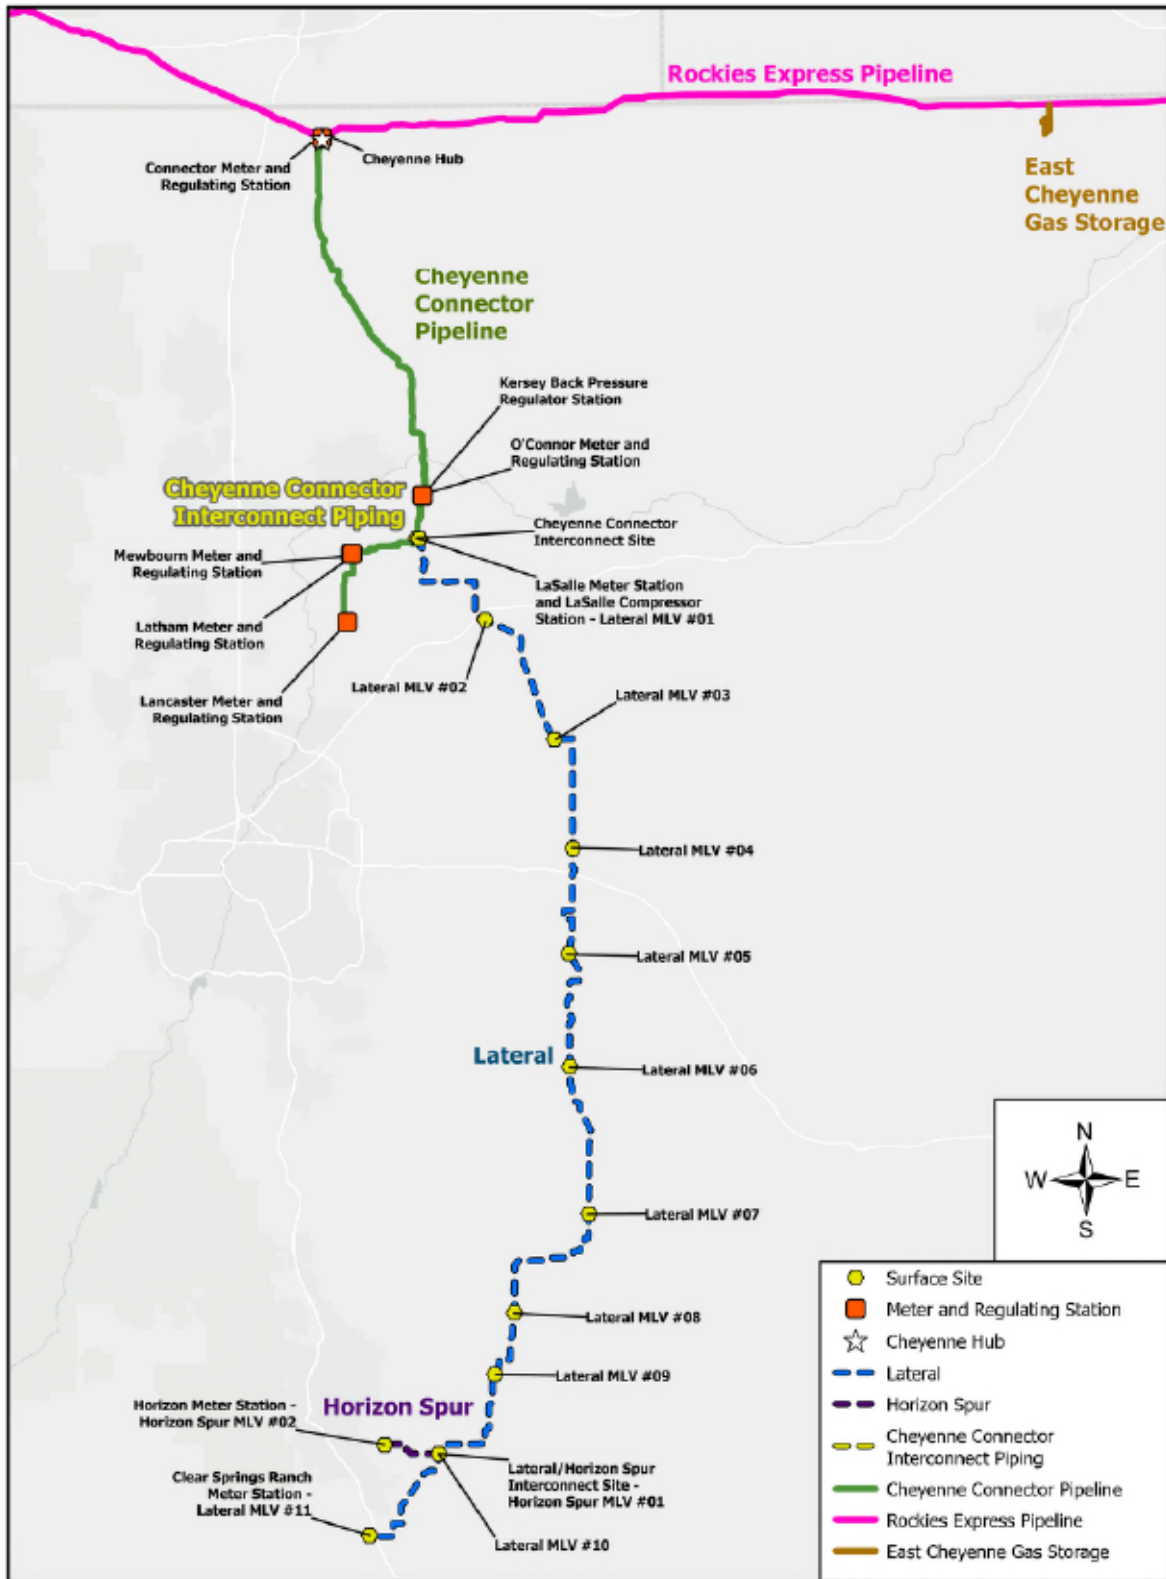 Rockies Express Pipeline
Connector Meter and
Regulating Station
Cheyenne Hub
East
Cheyenne
Gas Storage
Cheyenne
Connector
Pipeline
Kersey Back Pressure
Regulator Station
O'Connor Meter and
Regulating Station
Cheyenne Connector
Interconnect Piping
Cheyenne Connector
Interconnect Site
Mewbourn Meter and
Regulating Station
LaSalle Meter Station
and LaSalle Compressor
Station - Lateral MLV #01
Latham Meter and
Regulating Station
Lateral MLV #02
Lancaster Meter and
Regulating Station
Lateral MLV #03
Lateral MLV #04
Lateral MLV #05
Lateral
Lateral MLV #06
Lateral MLV #07
Lateral MLV #08
Lateral MLV #09
Horizon Meter Station -
Horizon Spur MLV #02
Horizon Spur
Clear Springs Ranch
Meter Station -
Lateral MLV #11
Lateral/Horizon Spur
Interconnect Site -
Horizon Spur MLV #01
Lateral MLV #10
N
W
E
S
Surface Site
Meter and Regulating Station
Cheyenne Hub
Lateral
Horizon Spur
Cheyenne Connector
Interconnect Piping
Cheyenne Connector Pipeline
Rockies Express Pipeline
East Cheyenne Gas Storage